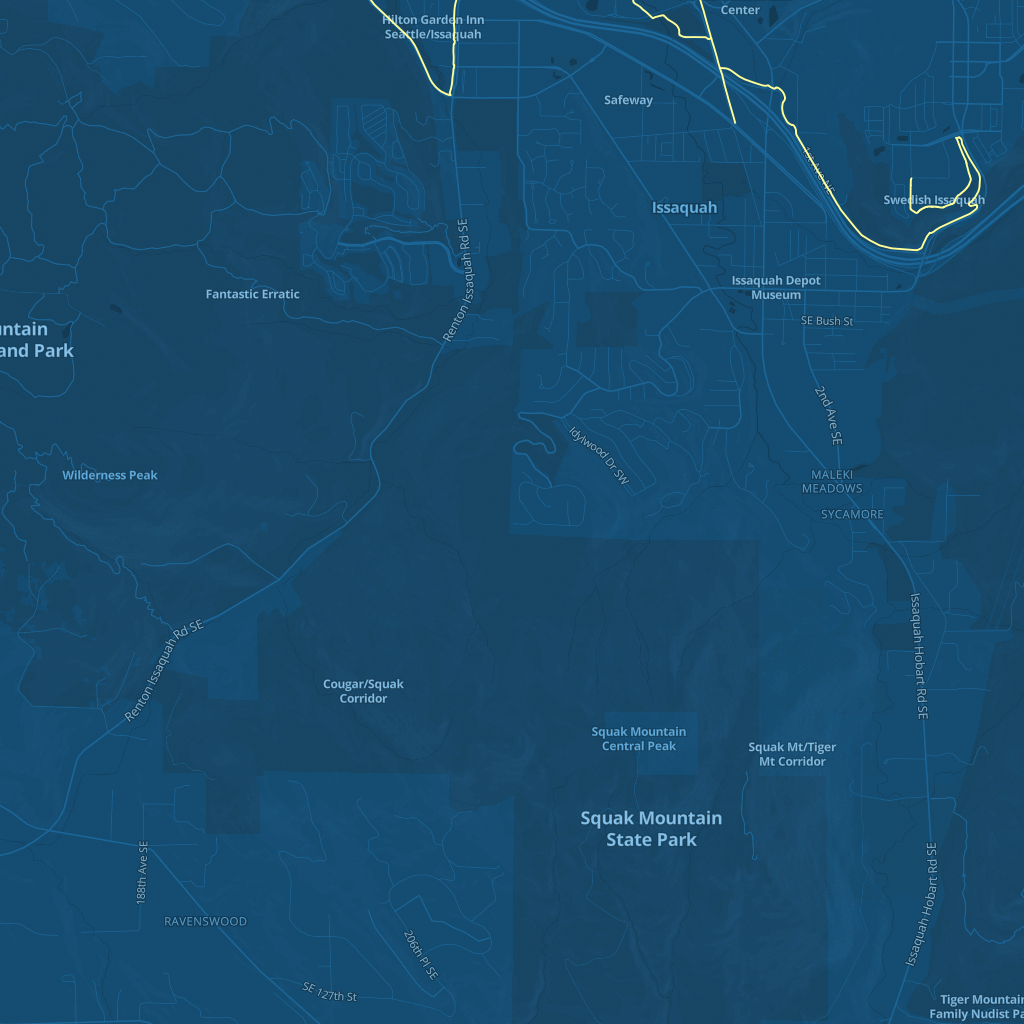 Center
Hilton Garden Inn
Seattle/Issaquah
Safeway
1st Ave NE
Swedish Issaquah
Issaquah
Renton Issaquah Rd SE
Issaquah Depot
Museum
Fantastic Erratic
SE Bush St
untain
and Park
2nd Ave SE
Idylwood Dr SW
Wilderness Peak
MALEKI
MEADOWS
SYCAMORE
Renton Issaquah Rd SE
Issaquah Hobart Rd SE
Cougar/Squak
Corridor
Squak Mountain
Central Peak
Squak Mt/Tiger
Mt Corridor
Squak Mountain
State Park
188th Ave SE
Issaquah Hobart Rd SE
RAVENSWOOD
206th Pl SE
SE 127th St
Tiger Mountain
Family Nudist Pa